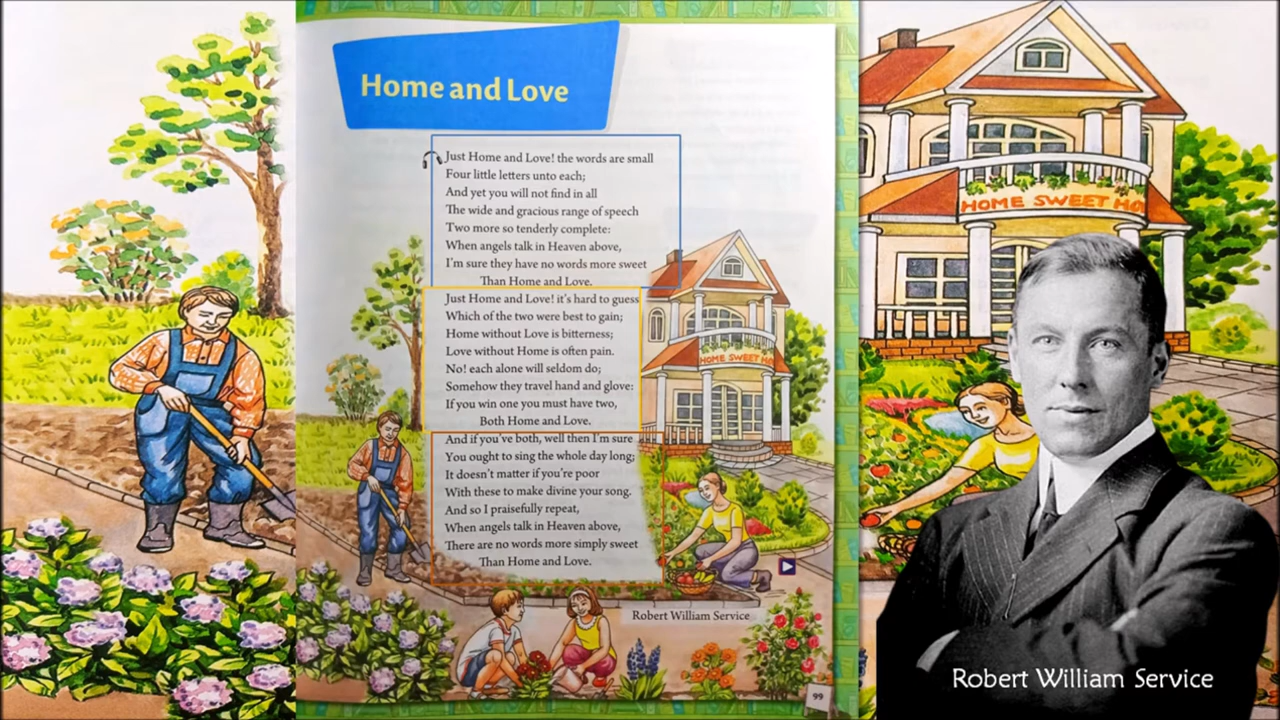 Home and Love
Just Home and Love! the words are small
Four little letters unto each;
And yet you will not find in all
The wide and gracious range of speech
Two more so tenderly complete:
When angels talk in Heaven above,
I'm sure they have no words more sweet
Than Home and Love.
Just Home and Love! it's hard to guess
Which of the two were best to gain;
Home without Love is bitterness;
Love without Home is often pain.
No! each alone will seldom do;
Somehow they travel hand and glove:
If you win one you must have two,
Both Home and Love.
And if you've both, well then I'm sure
You ought to sing the whole day long;
It doesn't matter if you're poor
With these to make divine your song.
And so I praisefully repeat,
When angels talk in Heaven above,
There are no words more simply sweet
Than Home and Love.
Robert William Service
HOME SWEET HO
99
HOME SWEET HO
Robert William Service